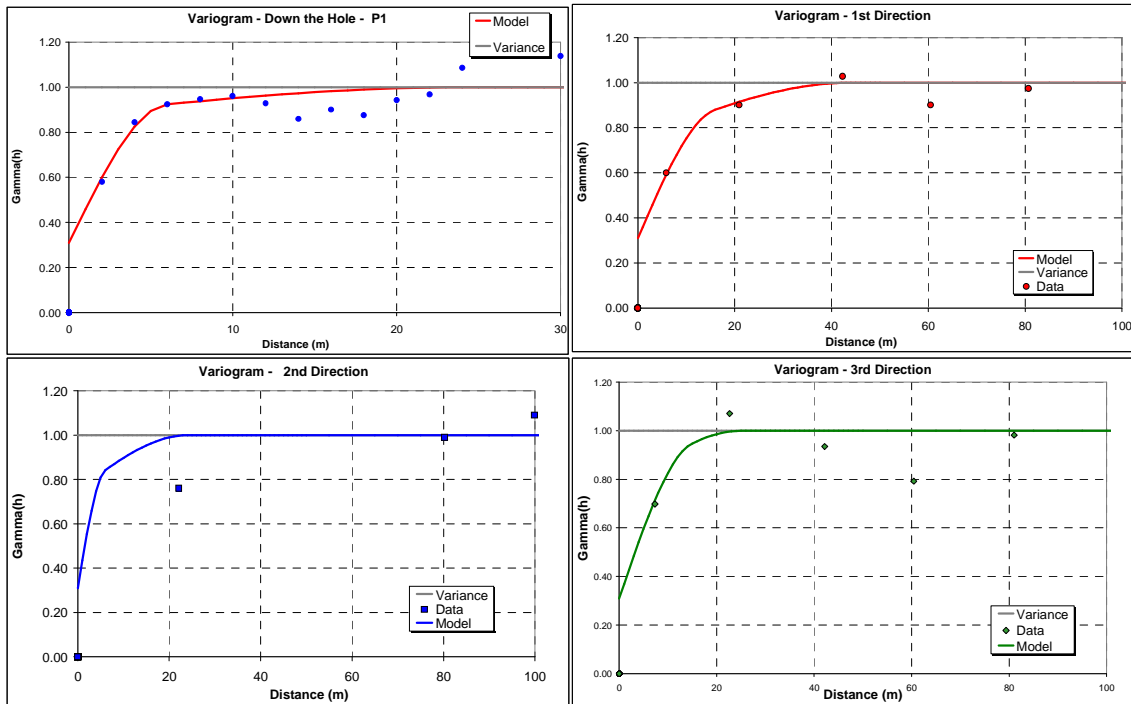 Variogram - Down the Hole - P1
Model
Variance
1.20
1.00
0.80
0.60
0.40
0.20
0.00
Gamma(h)
0 10 20 30
Distance (m)
Variogram - 1st Direction
1.20
1.00
0.80
0.60
0.40
0.20
0.00
Gamma(h)
Model
Variance
Data
0 20 40 60 80 100
Distance (m)
Variogram - 2nd Direction
1.20
1.00
0.80
0.60
0.40
0.20
0.00
Gamma(h)
Variance
Data
Model
0 20 40 60 80 100
Distance (m)
Variogram - 3rd Direction
1.20
1.00
0.80
0.60
0.40
0.20
0.00
Gamma(h)
Variance
Data
Model
0 20 40 60 80 100
Distance (m)